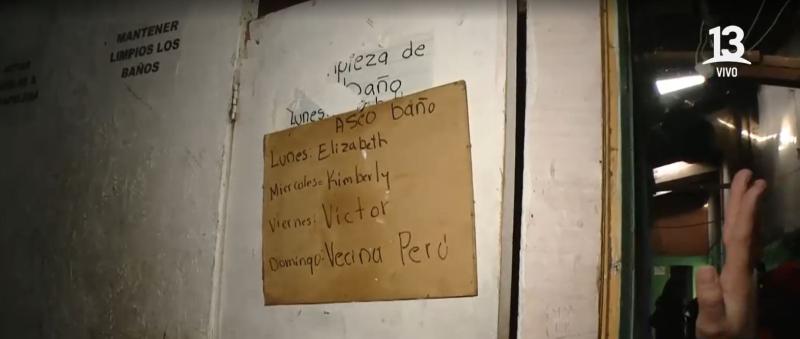 MANTENER
LIMPIOS LOS
BAÑOS
de
baño
Lunes.
ASEO baño
Lunes: Elizabeth
Miercoles= Kimberly
Viernes: Victor
Domingo: Vecina Perú
13
VIVO